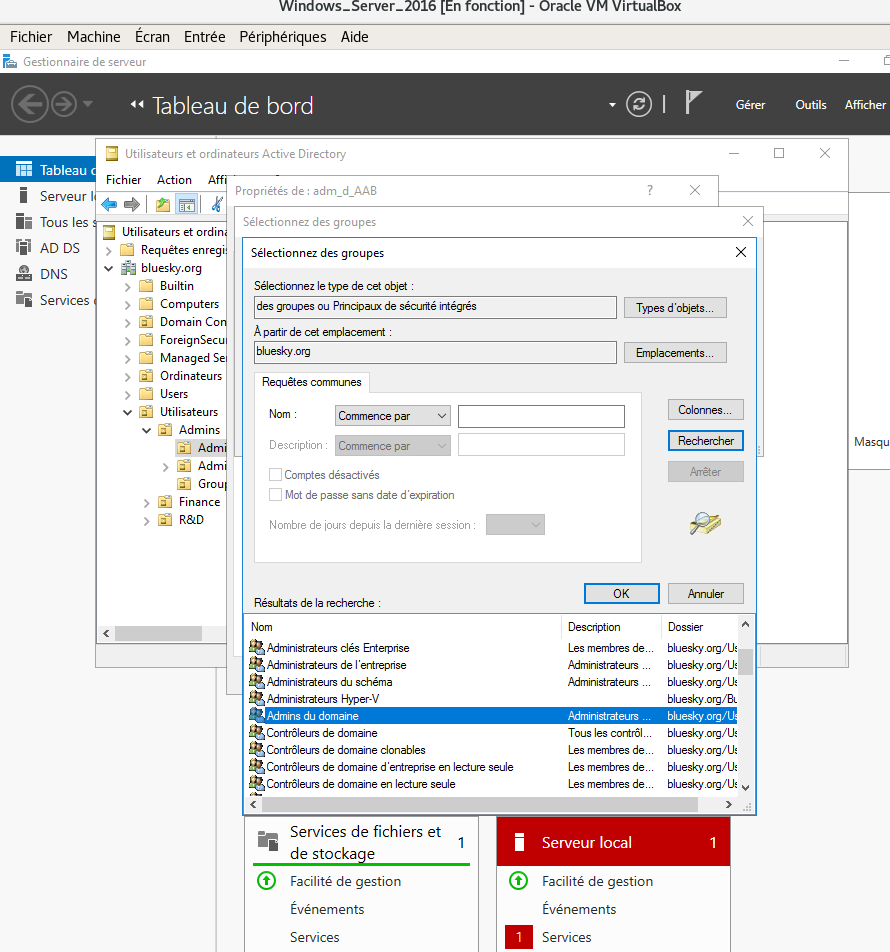 Windows_Server_2016 [En fonction] - Oracle VM VirtualBox
Fichier Machine Écran Entrée Périphériques Aide
Gestionnaire de serveur
Tableau de bord
Gérer Outils Afficher
Utilisateurs et ordinateurs Active Directory
Fichier Action Affi
Propriétés de : adm_d_AAB
Sélectionnez des groupes
Sélectionnez des groupes
Tableau d
Serveur l
Tous les s
AD DS
DNS
Services
Utilisateurs et ordina
Requêtes enregis
bluesky.org
Builtin
Computers
Domain Con
ForeignSecur
Managed Se
Ordinateurs
Users
Utilisateurs
Admins
Admi
Admi
Group
Finance
R&D
Sélectionnez le type de cet objet :
des groupes ou Principaux de sécurité intégrés
Types d'objets...
À partir de cet emplacement :
bluesky.org
Emplacements...
Requêtes communes
Nom : Commence par
Description : Commence par
Comptes désactivés
Mot de passe sans date d'expiration
Nombre de jours depuis la dernière session :
Colonnes...
Rechercher
Arrêter
Masqu
OK Annuler
Résultats de la recherche :
Nom Description Dossier
Administrateurs clés Enterprise Les membres de... bluesky.org/Us
Administrateurs de l'entreprise Administrateurs ... bluesky.org/Us
Administrateurs du schéma Administrateurs ... bluesky.org/Us
Administrateurs Hyper-V bluesky.org/Bu
Admins du domaine Administrateurs ... bluesky.org/Us
Contrôleurs de domaine Tous les contrôl... bluesky.org/Us
Contrôleurs de domaine clonables Les membres de... bluesky.org/Us
Contrôleurs de domaine d'entreprise en lecture seule Les membres de... bluesky.org/Us
Contrôleurs de domaine en lecture seule Les membres de... bluesky.org/Us
Services de fichiers et
de stockage 1
Facilité de gestion
Événements
Services
Serveur local 1
Facilité de gestion
Événements
1 Services